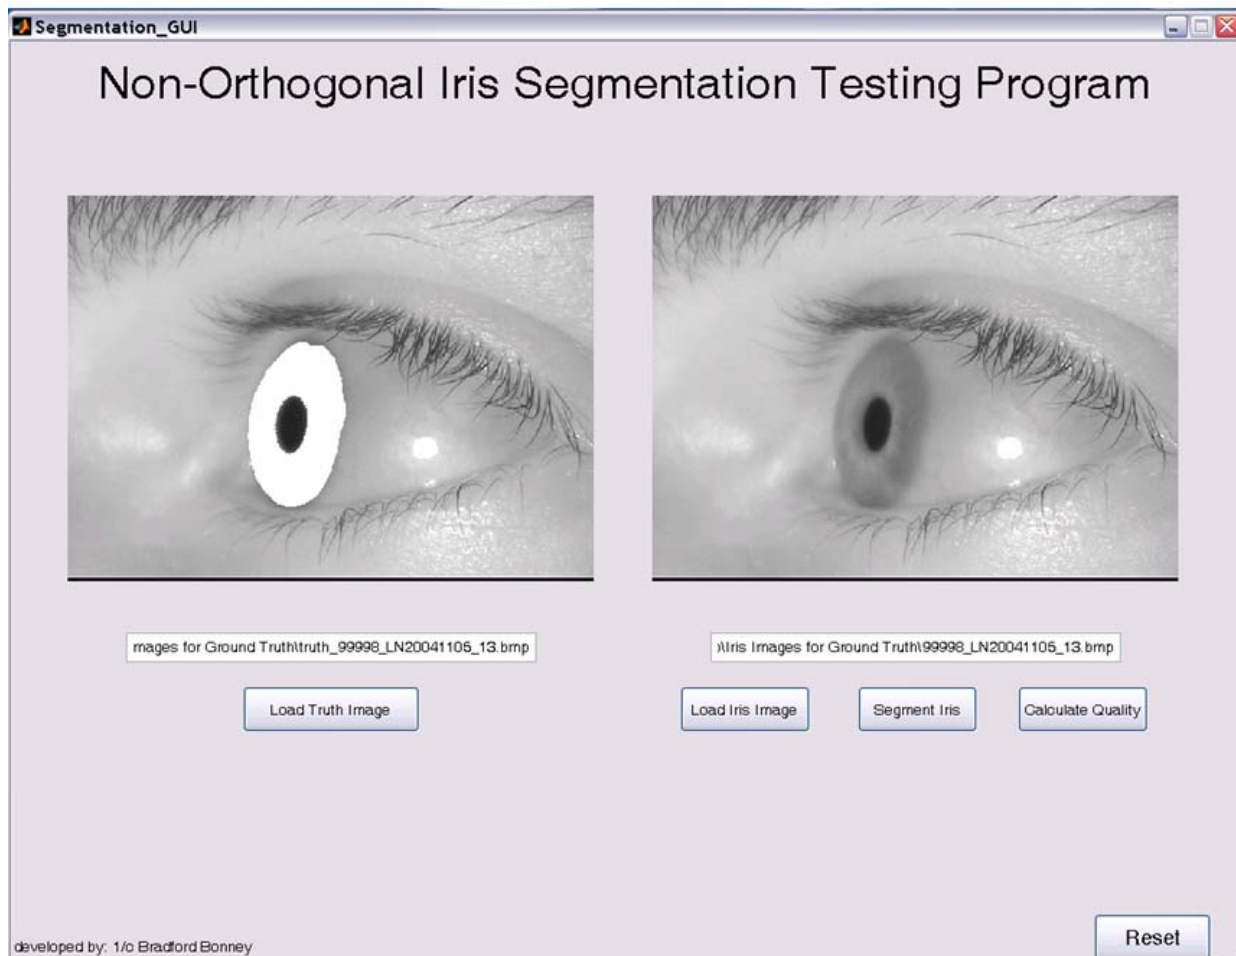 Segmentation_GUI
Non-Orthogonal Iris Segmentation Testing Program
mages for Ground Truth\truth_99998_LN20041105_13.bmp
)\Iris Images for Ground Truth\99998_LN20041105_13.bmp
Load Truth Image
Load Iris Image
Segment Iris
Calculate Quality
developed by: 1/c Bradford Bonney
Reset